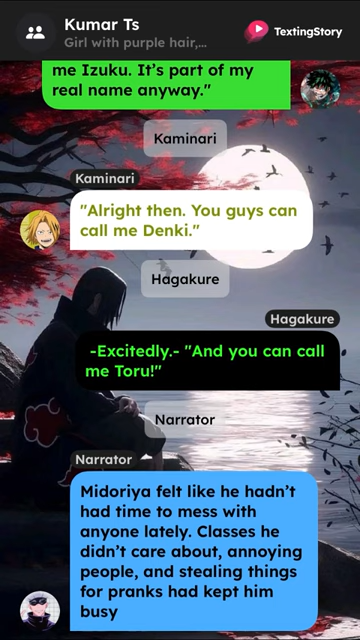 Kumar Ts
Girl with purple hair,...
TextingStory
me Izuku. It’s part of my
real name anyway."
Kaminari
Kaminari
"Alright then. You guys can
call me Denki."
Hagakure
Hagakure
-Excitedly.- "And you can call
me Toru!"
Narrator
Narrator
Midoriya felt like he hadn’t
had time to mess with
anyone lately. Classes he
didn’t care about, annoying
people, and stealing things
for pranks had kept him
busy